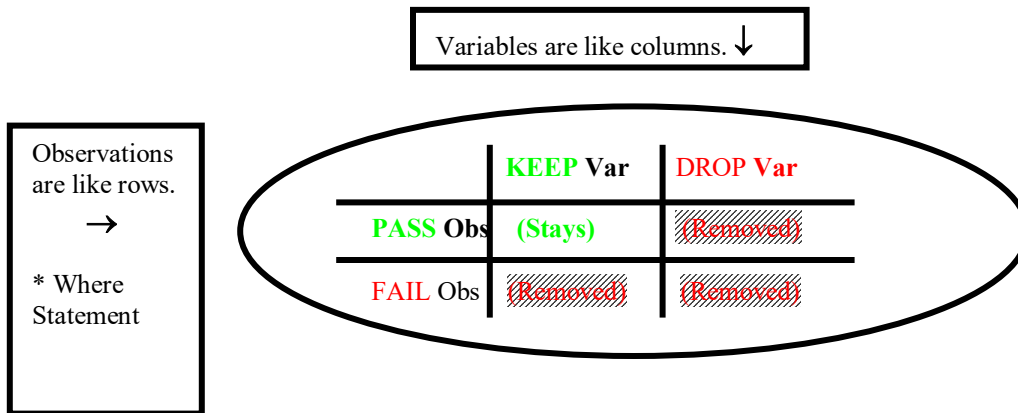 Variables are like columns. ↓
Observations
are like rows.
→
* Where
Statement
KEEP Var DROP Var
PASS Obs (Stays) (Removed)
FAIL Obs (Removed) (Removed)